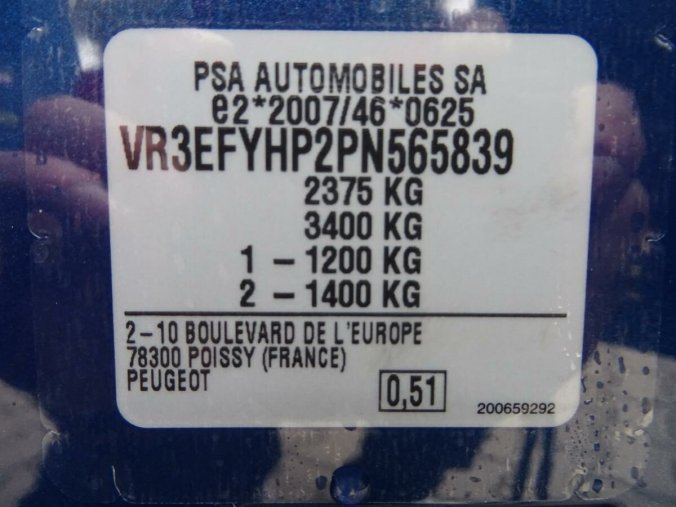 PSA AUTOMOBILES SA
e2*2007/46*0625
VR3EFYHP2PN565839
2375 KG
3400 KG
1 – 1200 KG
2 – 1400 KG
2–10 BOULEVARD DE L'EUROPE
78300 POISSY (FRANCE)
PEUGEOT
0,51
200659292